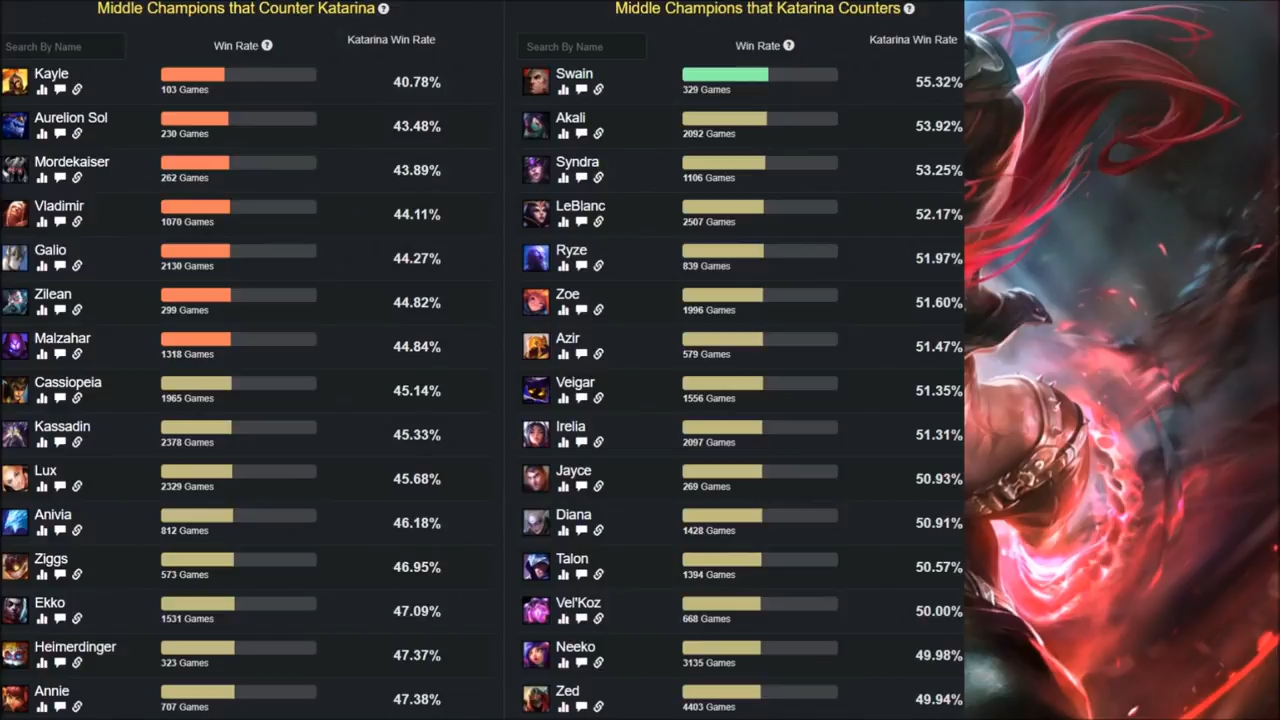 Middle Champions that Counter Katarina ?
Search By Name
Win Rate ?
Katarina Win Rate
Kayle
103 Games
40.78%
Aurelion Sol
230 Games
43.48%
Mordekaiser
262 Games
43.89%
Vladimir
1070 Games
44.11%
Galio
2130 Games
44.27%
Zilean
299 Games
44.82%
Malzahar
1318 Games
44.84%
Cassiopeia
1965 Games
45.14%
Kassadin
2378 Games
45.33%
Lux
2329 Games
45.68%
Anivia
812 Games
46.18%
Ziggs
573 Games
46.95%
Ekko
1531 Games
47.09%
Heimerdinger
323 Games
47.37%
Annie
707 Games
47.38%
Middle Champions that Katarina Counters ?
Search By Name
Win Rate ?
Katarina Win Rate
Swain
329 Games
55.32%
Akali
2092 Games
53.92%
Syndra
1106 Games
53.25%
LeBlanc
2507 Games
52.17%
Ryze
839 Games
51.97%
Zoe
1996 Games
51.60%
Azir
579 Games
51.47%
Veigar
1556 Games
51.35%
Irelia
2097 Games
51.31%
Jayce
269 Games
50.93%
Diana
1428 Games
50.91%
Talon
1394 Games
50.57%
Vel'Koz
668 Games
50.00%
Neeko
3135 Games
49.98%
Zed
4403 Games
49.94%